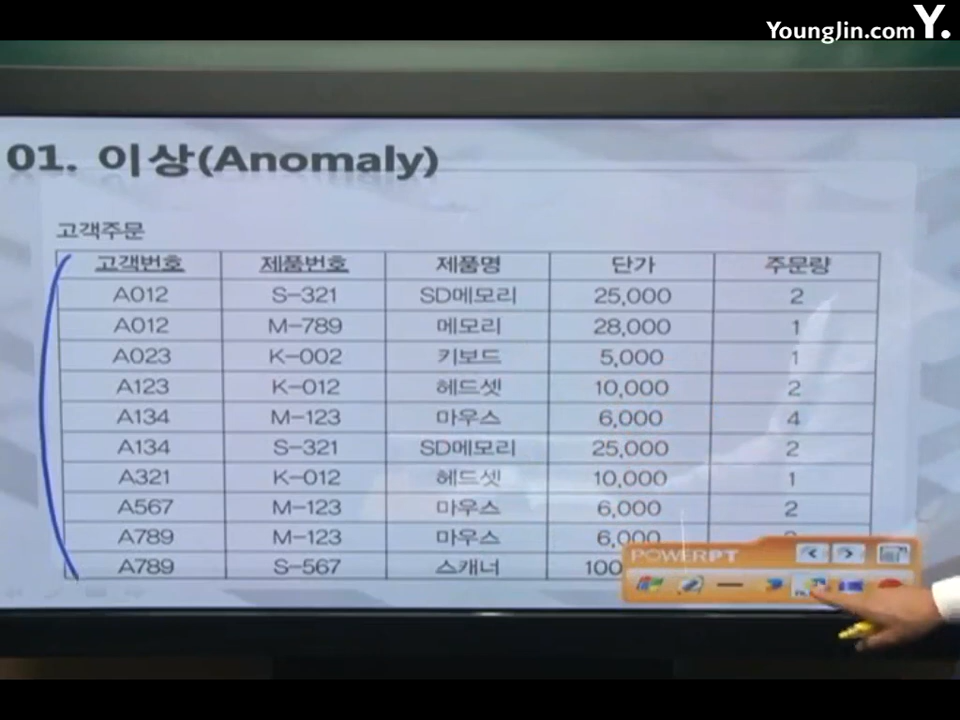 YoungJin.com Y.
01. 이상(Anomaly)
고객주문
고객번호 제품번호 제품명 단가 주문량
A012 S-321 SD메모리 25,000 2
A012 M-789 메모리 28,000 1
A023 K-002 키보드 5,000 1
A123 K-012 헤드셋 10,000 2
A134 M-123 마우스 6,000 4
A134 S-321 SD메모리 25,000 2
A321 K-012 헤드셋 10,000 1
A567 M-123 마우스 6,000 2
A789 M-123 마우스 6,000
A789 S-567 스캐너 100
POWERPT